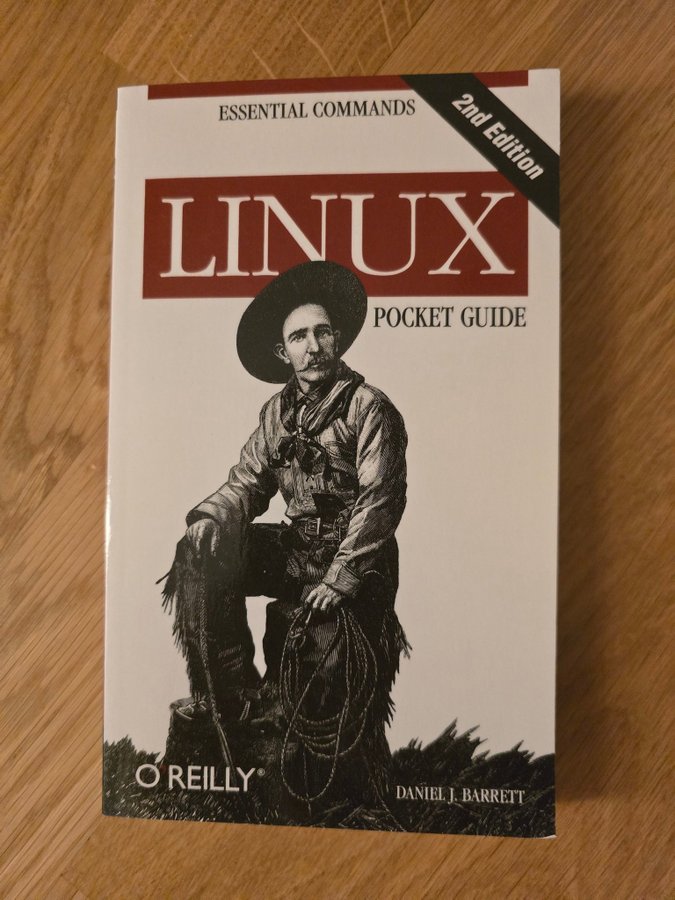 ESSENTIAL COMMANDS
2nd Edition
LINUX
POCKET GUIDE
O'REILLY®
DANIEL J. BARRETT